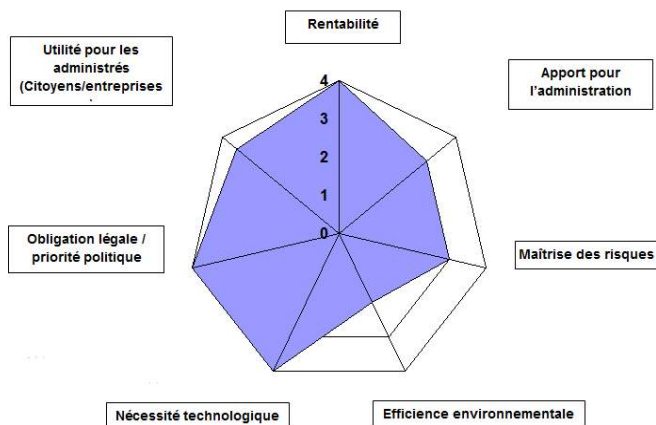 Rentabilité
Utilité pour les
administrés
(Citoyens/entreprises
Apport pour
l'administration
4
3
2
1
0
Obligation légale /
priorité politique
Maîtrise des risques
Nécessité technologique
Efficience environnementale